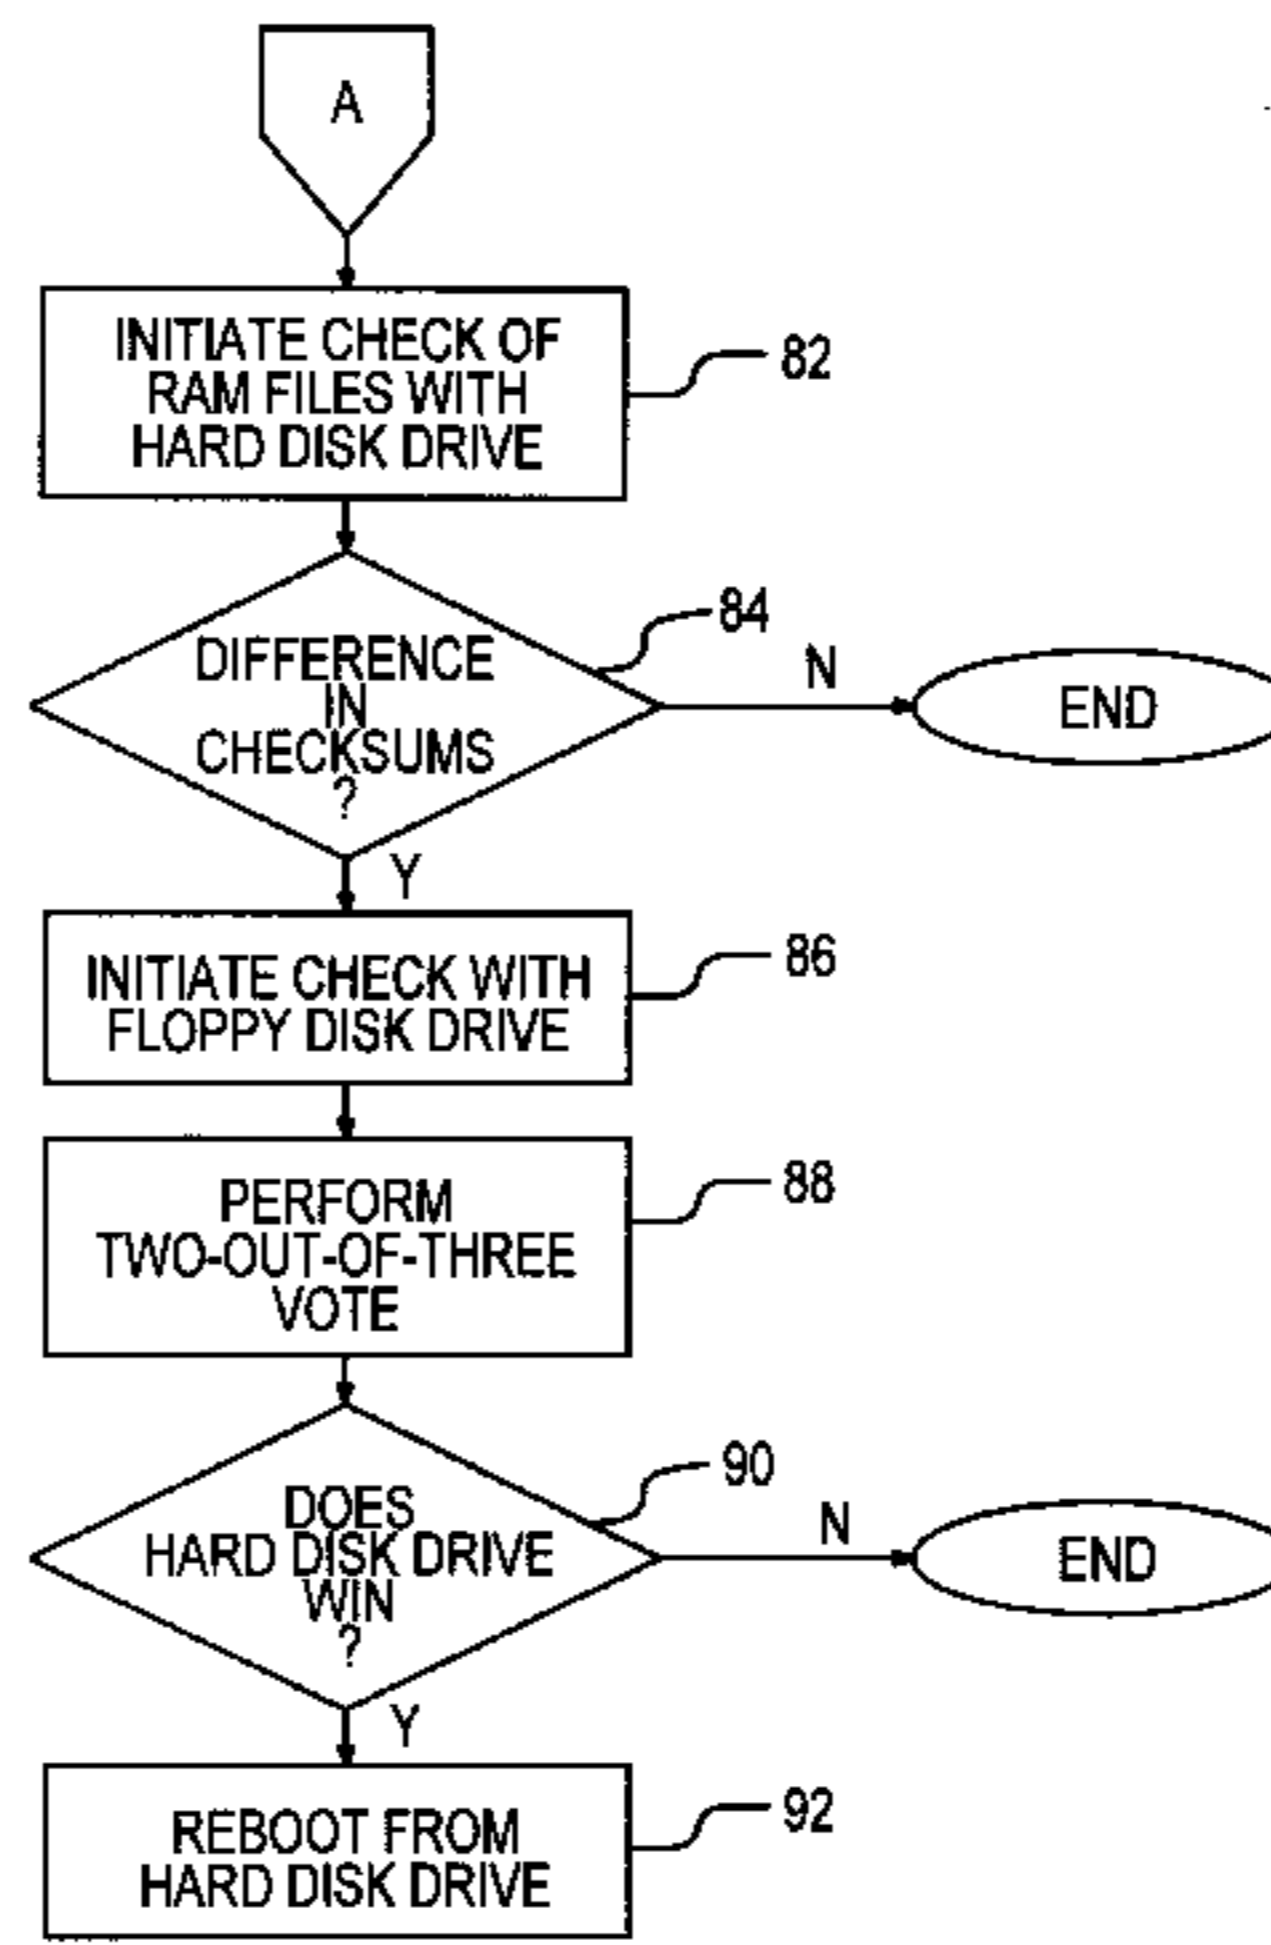 A
INITIATE CHECK OF
RAM FILES WITH
HARD DISK DRIVE
82
DIFFERENCE
IN
CHECKSUMS
?
84
N
END
Y
INITIATE CHECK WITH
FLOPPY DISK DRIVE
86
PERFORM
TWO-OUT-OF-THREE
VOTE
88
DOES
HARD DISK DRIVE
WIN
?
90
N
END
Y
REBOOT FROM
HARD DISK DRIVE
92